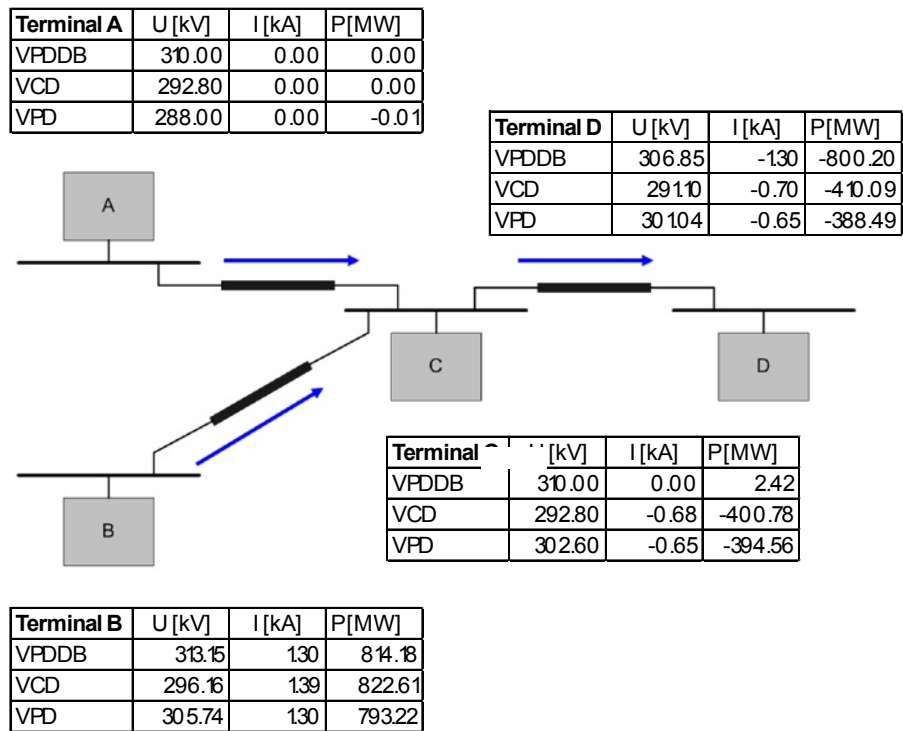 Terminal A U [kV] I [kA] P[MW]
VPDDB 310.00 0.00 0.00
VCD 292.80 0.00 0.00
VPD 288.00 0.00 -0.01
Terminal D U [kV] I [kA] P[MW]
VPDDB 306.85 -1.30 -800.20
VCD 291.10 -0.70 -410.09
VPD 301.04 -0.65 -388.49
A
C
D
B
Terminal [kV] I [kA] P[MW]
VPDDB 310.00 0.00 2.42
VCD 292.80 -0.68 -400.78
VPD 302.60 -0.65 -394.56
Terminal B U [kV] I [kA] P[MW]
VPDDB 313.15 1.30 814.18
VCD 296.16 1.39 822.61
VPD 305.74 1.30 793.22